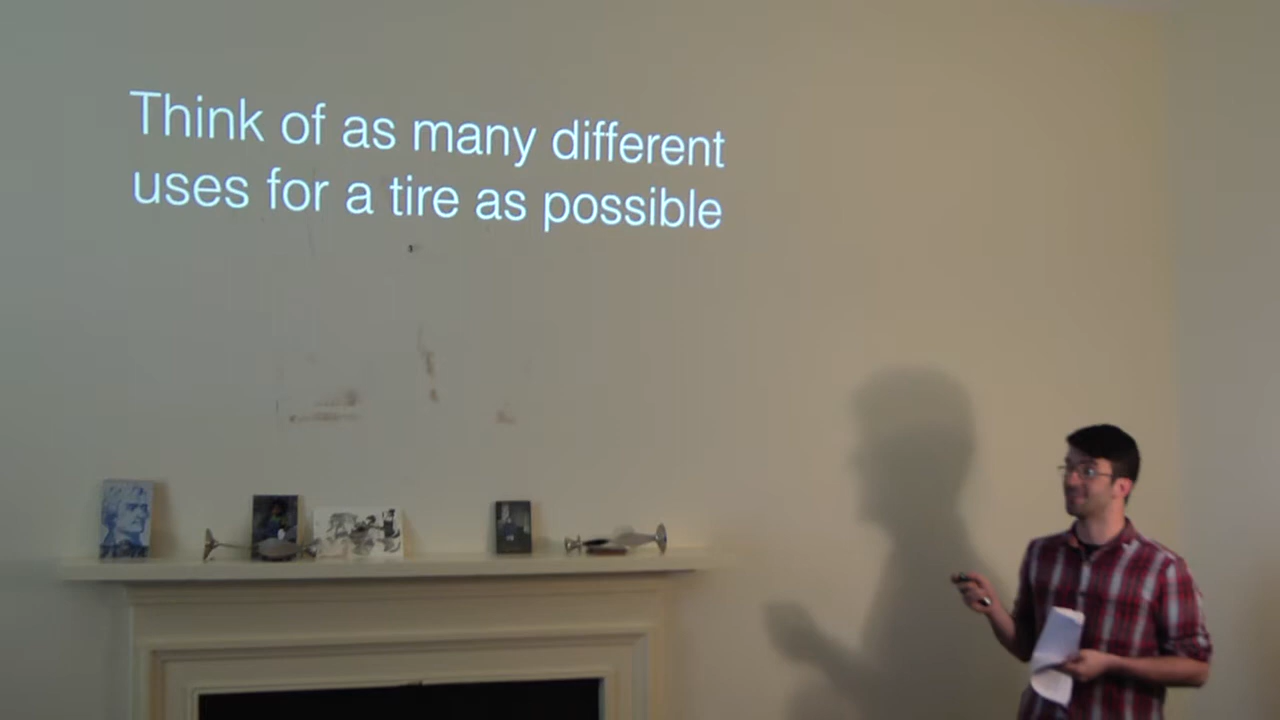 Think of as many different
uses for a tire as possible